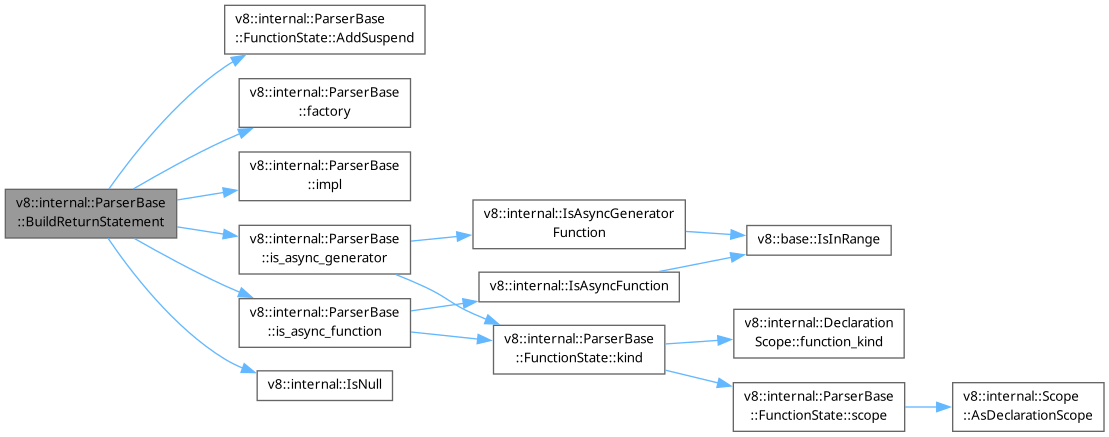 v8::internal::ParserBase
::BuildReturnStatement
v8::internal::ParserBase
::FunctionState::AddSuspend
v8::internal::ParserBase
::factory
v8::internal::ParserBase
::impl
v8::internal::ParserBase
::is_async_generator
v8::internal::ParserBase
::is_async_function
v8::internal::IsNull
v8::internal::IsAsyncGenerator
Function
v8::internal::IsAsyncFunction
v8::internal::ParserBase
::FunctionState::kind
v8::base::IsInRange
v8::internal::Declaration
Scope::function_kind
v8::internal::ParserBase
::FunctionState::scope
v8::internal::Scope
::AsDeclarationScope